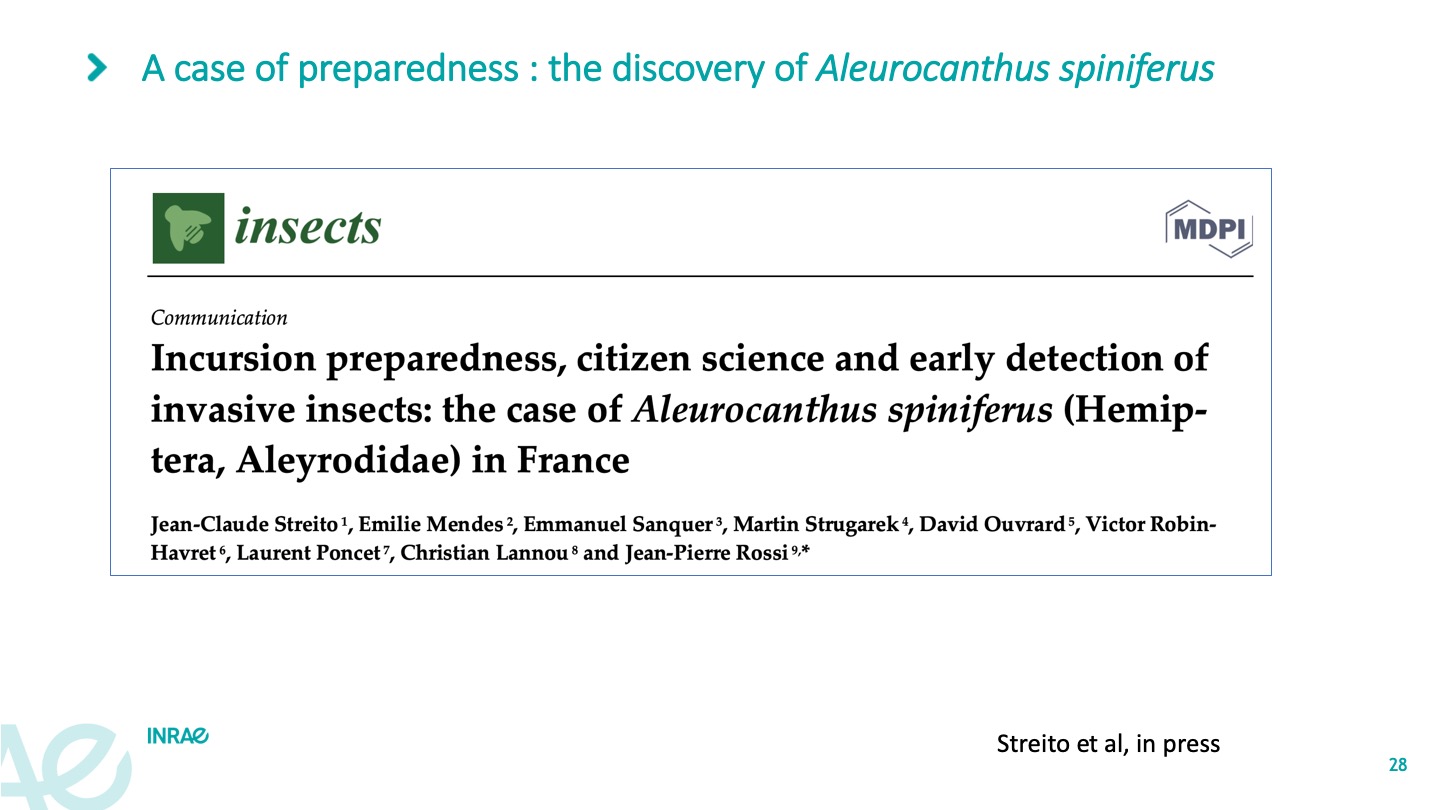 A case of preparedness : the discovery of Aleurocanthus spiniferus
insects
MDPI
Communication
Incursion preparedness, citizen science and early detection of
invasive insects: the case of Aleurocanthus spiniferus (Hemip-
tera, Aleyrodidae) in France
Jean-Claude Streito 1, Emilie Mendes 2, Emmanuel Sanquer 3, Martin Strugarek 4, David Ouvrard 5, Victor Robin-
Havret 6, Laurent Poncet 7, Christian Lannou 8 and Jean-Pierre Rossi 9,*
INRAE
Streito et al, in press
28